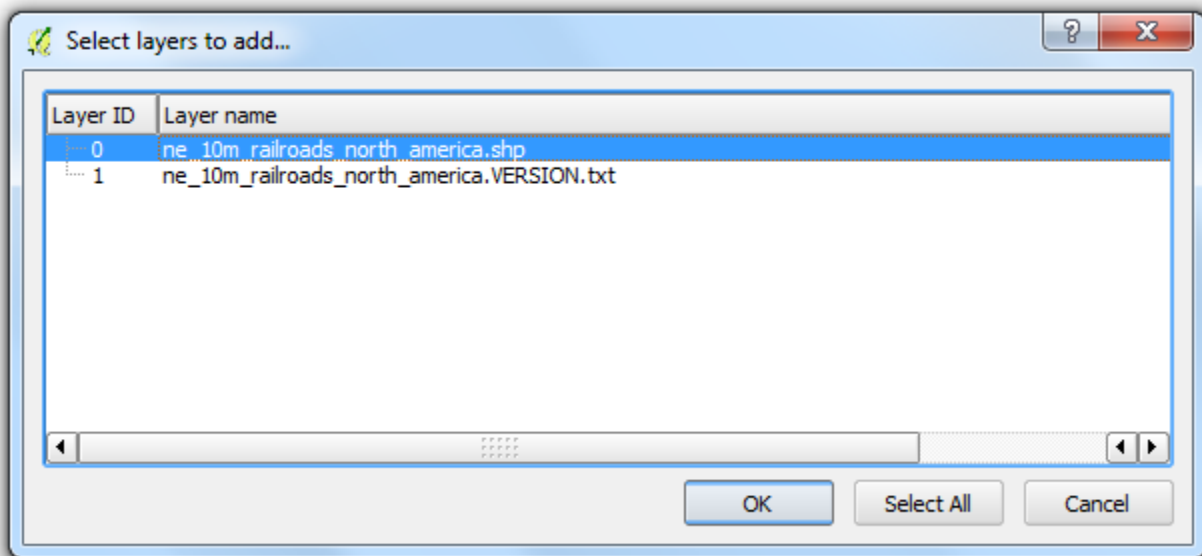 Select layers to add...
Layer ID Layer name
0 ne_10m_railroads_north_america.shp
1 ne_10m_railroads_north_america.VERSION.txt
OK Select All Cancel